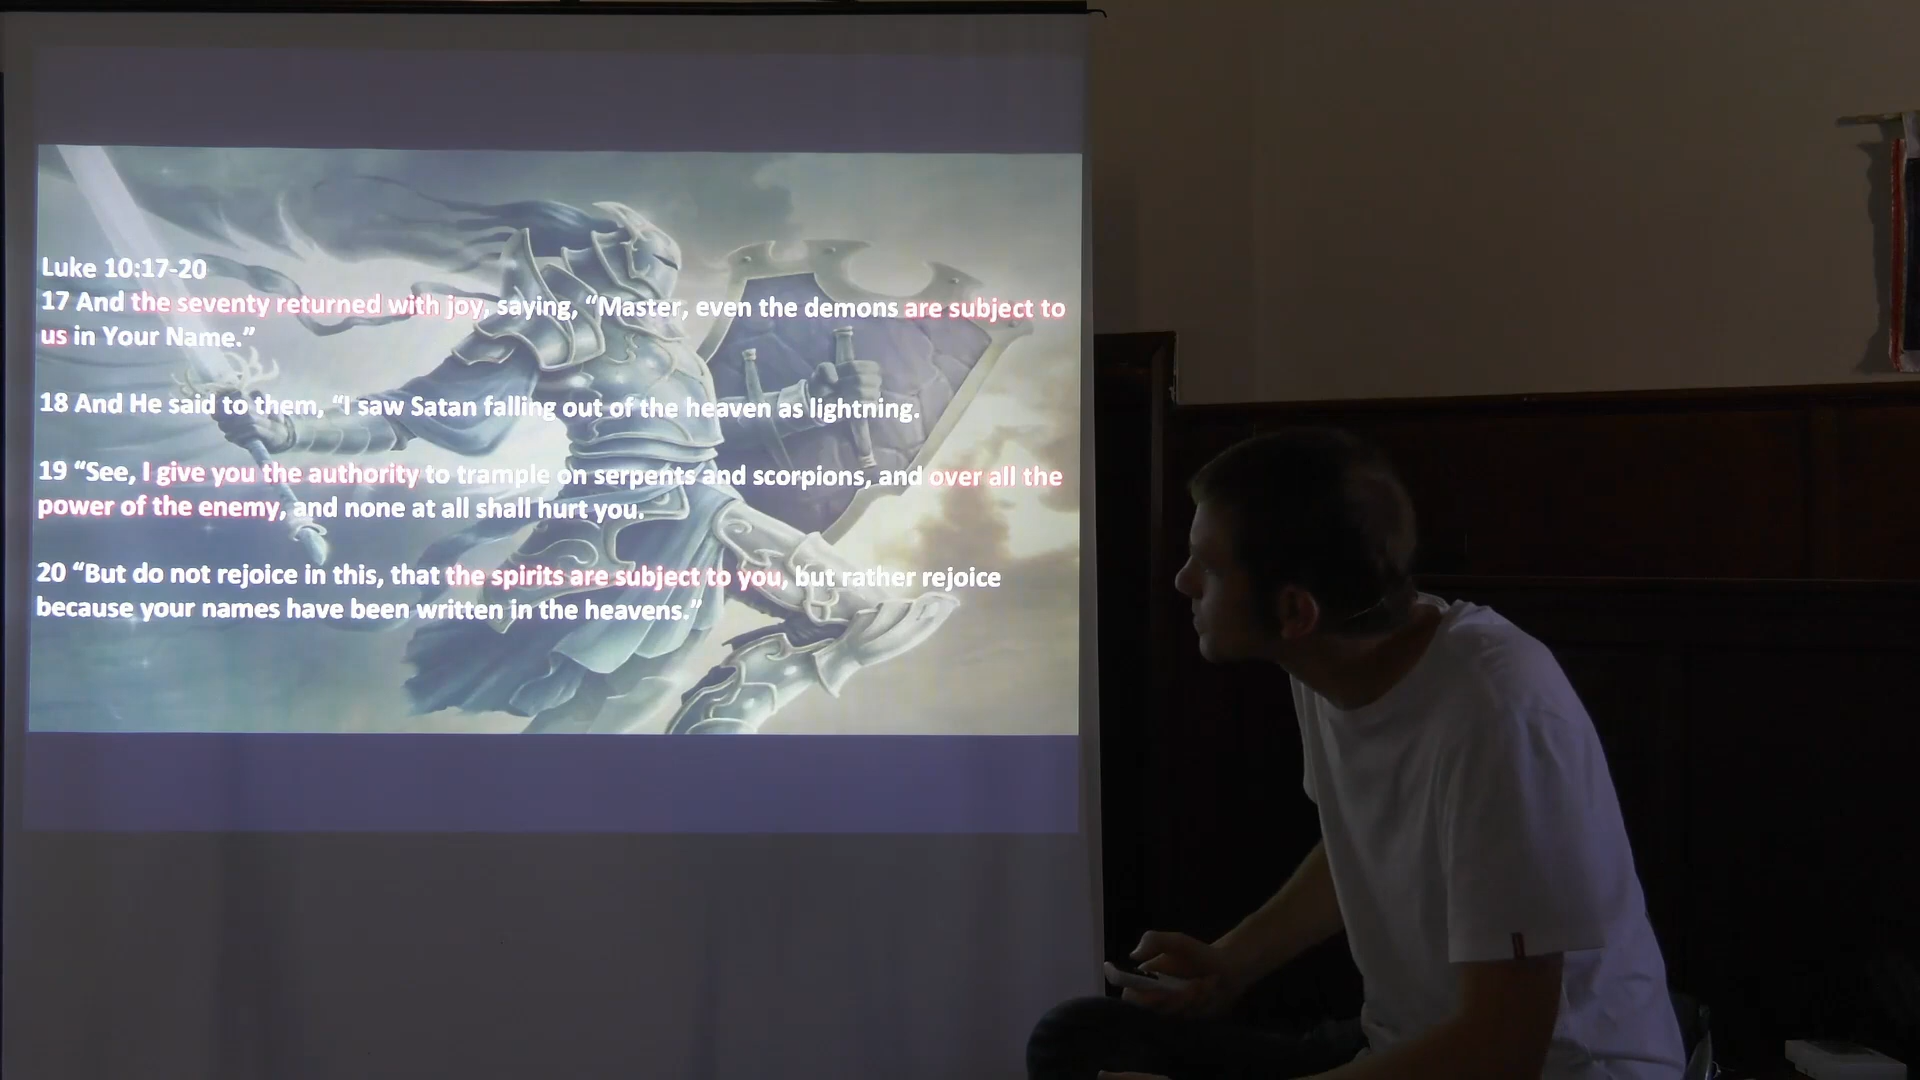 Luke 10:17-20
17 And the seventy returned with joy, saying, “Master, even the demons are subject to
us in Your Name.”
18 And He said to them, “I saw Satan falling out of the heaven as lightning.
19 “See, I give you the authority to trample on serpents and scorpions, and over all the
power of the enemy, and none at all shall hurt you.
20 “But do not rejoice in this, that the spirits are subject to you, but rather rejoice
because your names have been written in the heavens.”